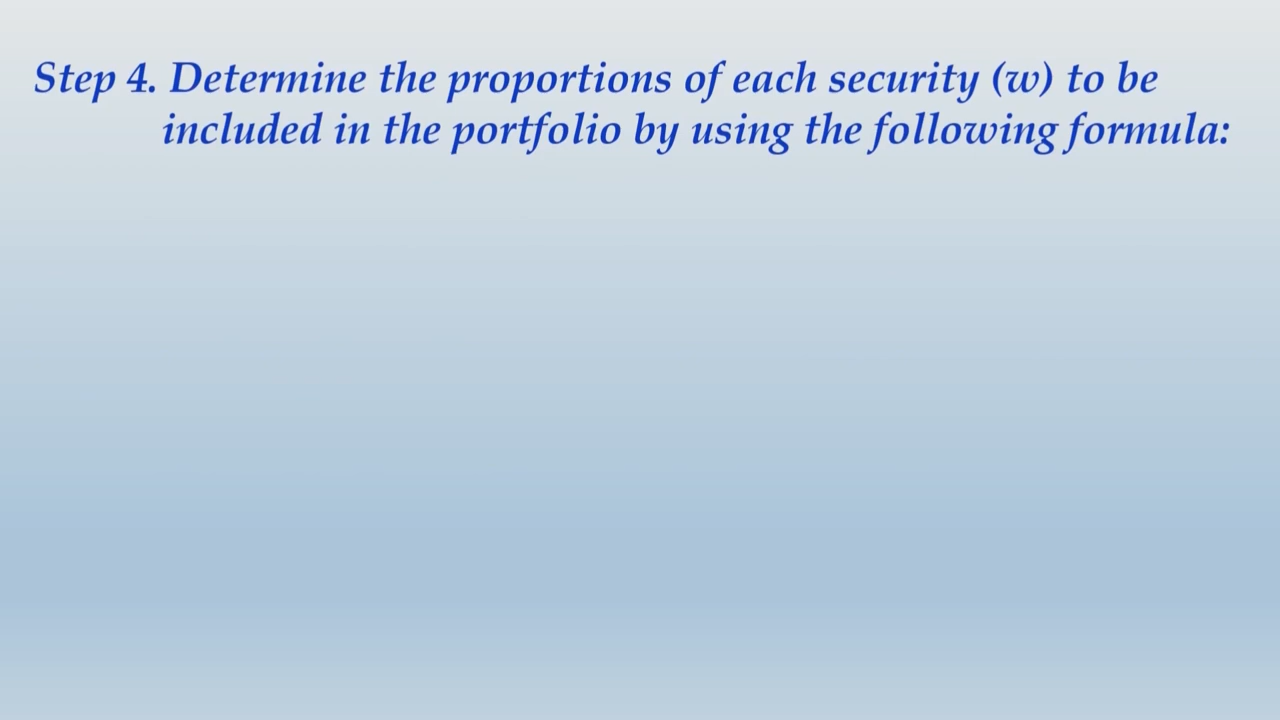 Step 4. Determine the proportions of each security (w) to be
included in the portfolio by using the following formula: